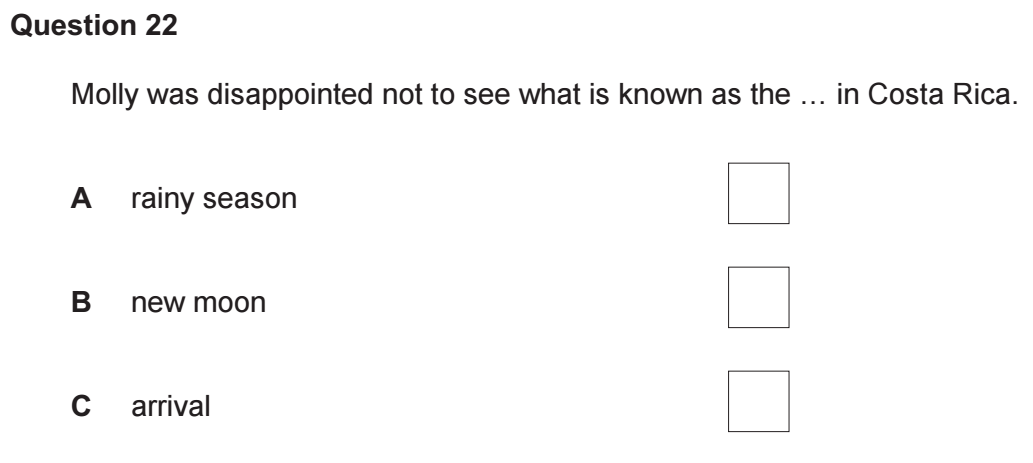 Question 22
Molly was disappointed not to see what is known as the … in Costa Rica.
A rainy season
B new moon
C arrival